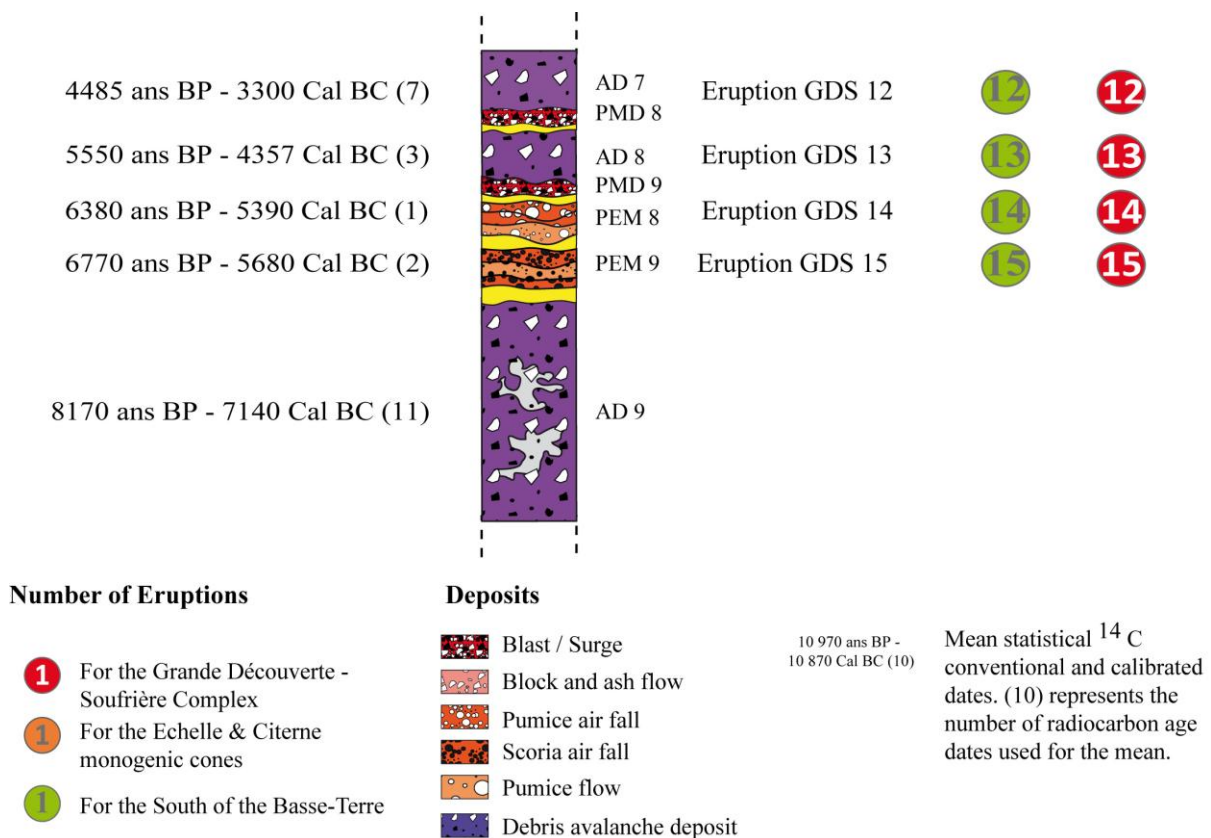 4485 ans BP - 3300 Cal BC (7)
AD 7
PMD 8
Eruption GDS 12
12
12
5550 ans BP - 4357 Cal BC (3)
AD 8
PMD 9
Eruption GDS 13
13
13
6380 ans BP - 5390 Cal BC (1)
PEM 8
Eruption GDS 14
14
14
6770 ans BP - 5680 Cal BC (2)
PEM 9
Eruption GDS 15
15
15
8170 ans BP - 7140 Cal BC (11)
AD 9
Number of Eruptions
1
For the Grande Découverte -
Soufrière Complex
1
For the Echelle & Citerne
monogenic cones
1
For the South of the Basse-Terre
Deposits
Blast / Surge
Block and ash flow
Pumice air fall
Scoria air fall
Pumice flow
Debris avalanche deposit
10 970 ans BP -
10 870 Cal BC (10)
Mean statistical 14 C
conventional and calibrated
dates. (10) represents the
number of radiocarbon age
dates used for the mean.